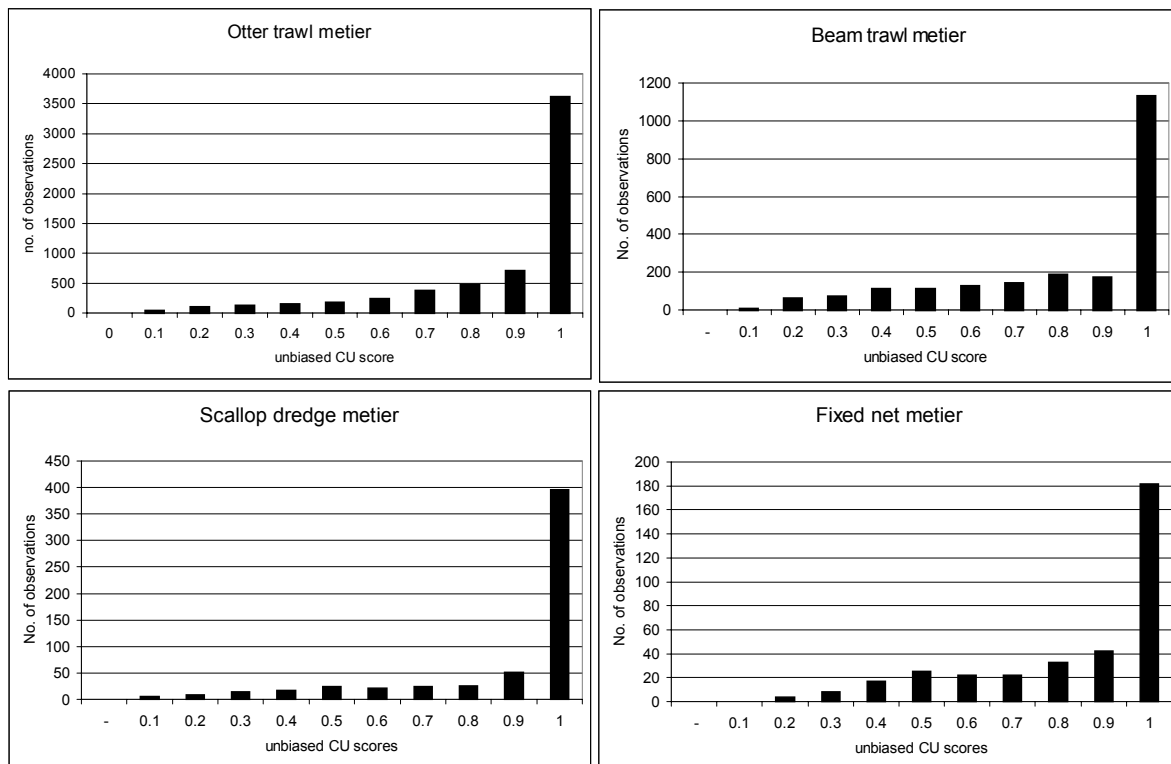 Otter trawl metier
no. of observations
4000
3500
3000
2500
2000
1500
1000
500
0
0 0.1 0.2 0.3 0.4 0.5 0.6 0.7 0.8 0.9 1
unbiased CU score
Beam trawl metier
No. of observations
1200
1000
800
600
400
200
0
- 0.1 0.2 0.3 0.4 0.5 0.6 0.7 0.8 0.9 1
unbiased CU score
Scallop dredge metier
No. of observations
450
400
350
300
250
200
150
100
50
0
- 0.1 0.2 0.3 0.4 0.5 0.6 0.7 0.8 0.9 1
unbiased CU scores
Fixed net metier
No. of observations
200
180
160
140
120
100
80
60
40
20
0
- 0.1 0.2 0.3 0.4 0.5 0.6 0.7 0.8 0.9 1
unbiased CU scores